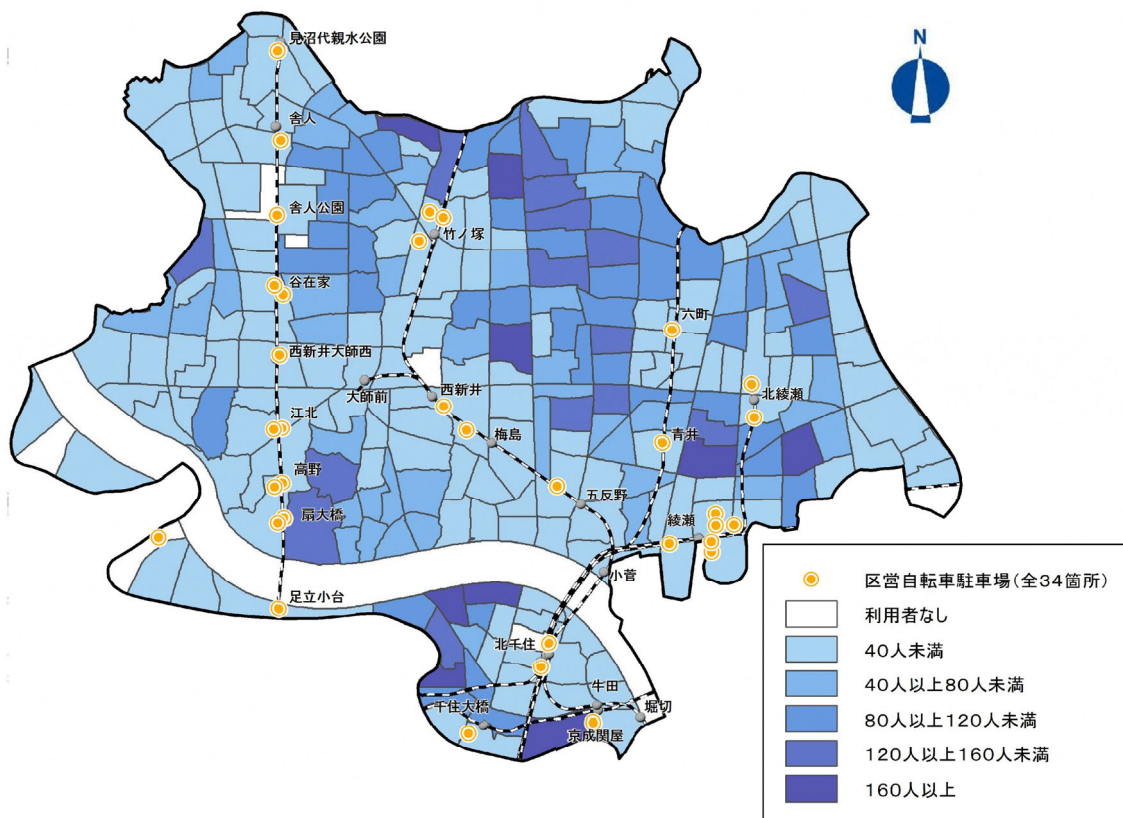 見沼代親水公園
N
舎人
舎人公園
竹ノ塚
谷在家
六町
西新井大師西
大師前
西新井
北綾瀬
江北
梅島
青井
高野
五反野
扇大橋
綾瀬
小菅
足立小台
北千住
牛田
千住大橋
堀切
京成関屋
区営自転車駐車場(全34箇所)
利用者なし
40人未満
40人以上80人未満
80人以上120人未満
120人以上160人未満
160人以上